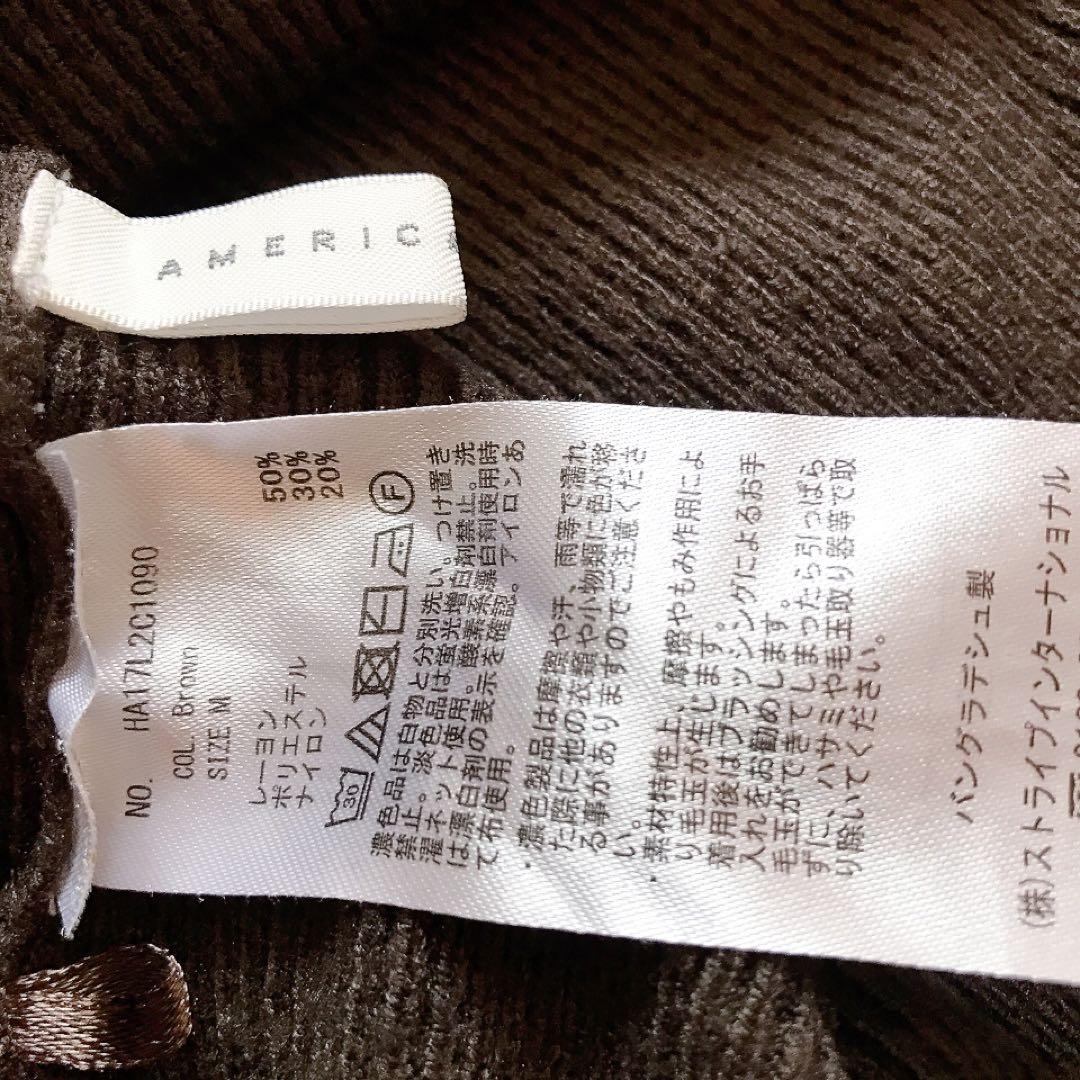 AMERIC
NO. HA17L2C1090
COL. Brown
SIZE M
レーヨン 50%
ポリエステル 30%
ナイロン 20%
30
F
濃色品は白物と分別洗い。つけ置き
禁止。淡色品は蛍光増白剤禁止。洗
濯ネット使用。酸素系漂白剤使用時
は漂白剤の表示を確認。アイロンあ
て布使用。
・濃色製品は摩擦や汗、雨等で濡れ
た際に他の衣類や小物類に色が移
る事がありますのでご注意くださ
い。
・素材特性上、摩擦やもみ作用によ
り毛玉が生じます。
着用後はブラッシングによるお手
入れをお勧めします。
毛玉ができてしまったら引っぱら
ずに、ハサミや毛玉取り器等で取
り除いてください。
バングラデシュ製
(株)ストライプインターナショナル